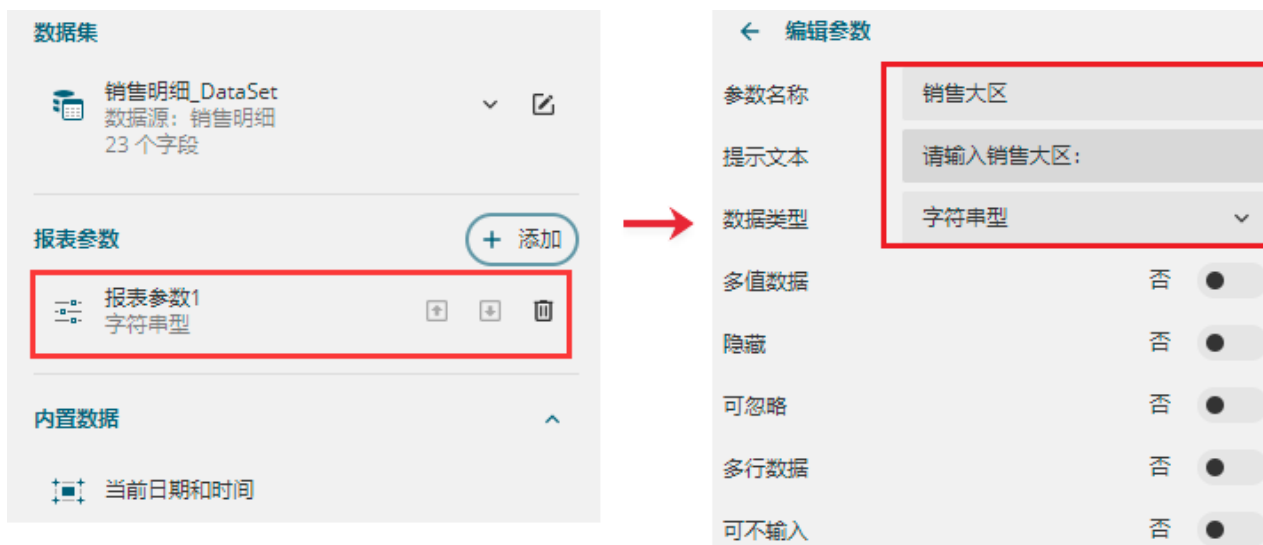 数据集
销售明细_DataSet
数据源：销售明细
23 个字段
报表参数
+ 添加
报表参数1
字符串型
内置数据
当前日期和时间
← 编辑参数
参数名称 销售大区
提示文本 请输入销售大区：
数据类型 字符串型
多值数据 否
隐藏 否
可忽略 否
多行数据 否
可不输入 否